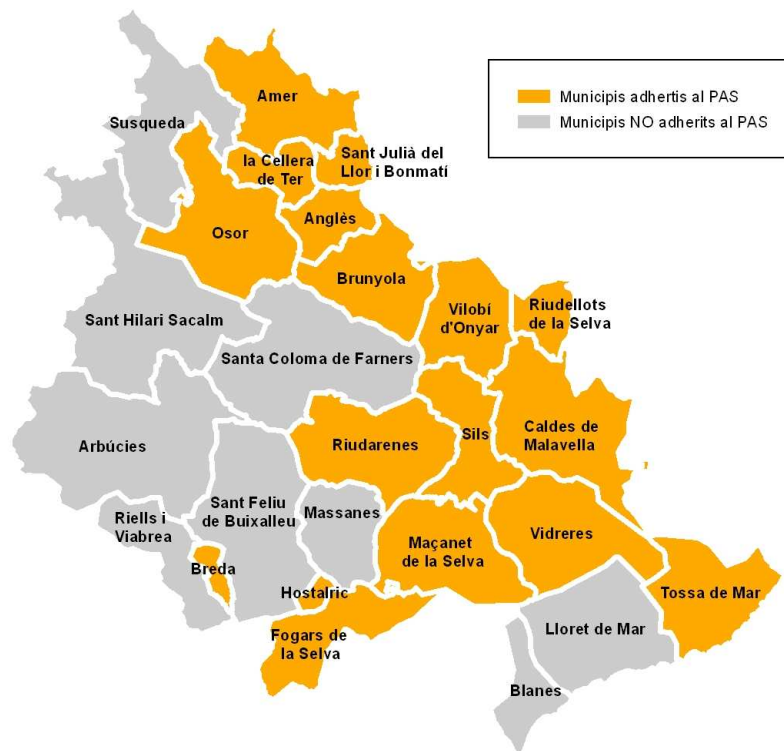 Municipis adhertis al PAS
Municipis NO adherits al PAS
Amer
Susqueda
la Cellera
de Ter
Sant Julià del
Llor i Bonmatí
Anglès
Osor
Brunyola
Vilobí
d'Onyar
Riudellots
de la Selva
Sant Hilari Sacalm
Santa Coloma de Farners
Caldes de
Malavella
Sils
Riudarenes
Arbúcies
Sant Feliu
de Buixalleu
Massanes
Riells i
Viabrea
Maçanet
de la Selva
Vidreres
Breda
Hostalric
Tossa de Mar
Fogars de
la Selva
Lloret de Mar
Blanes